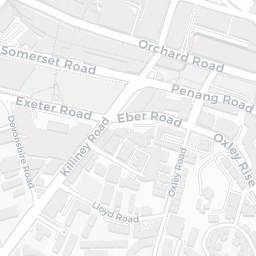 Orchard Road
Somerset Road
Penang Road
Exeter Road
Eber Road
Killiney Road
Devonshire Road
Oxley Road
Oxley Rise
Lloyd Road